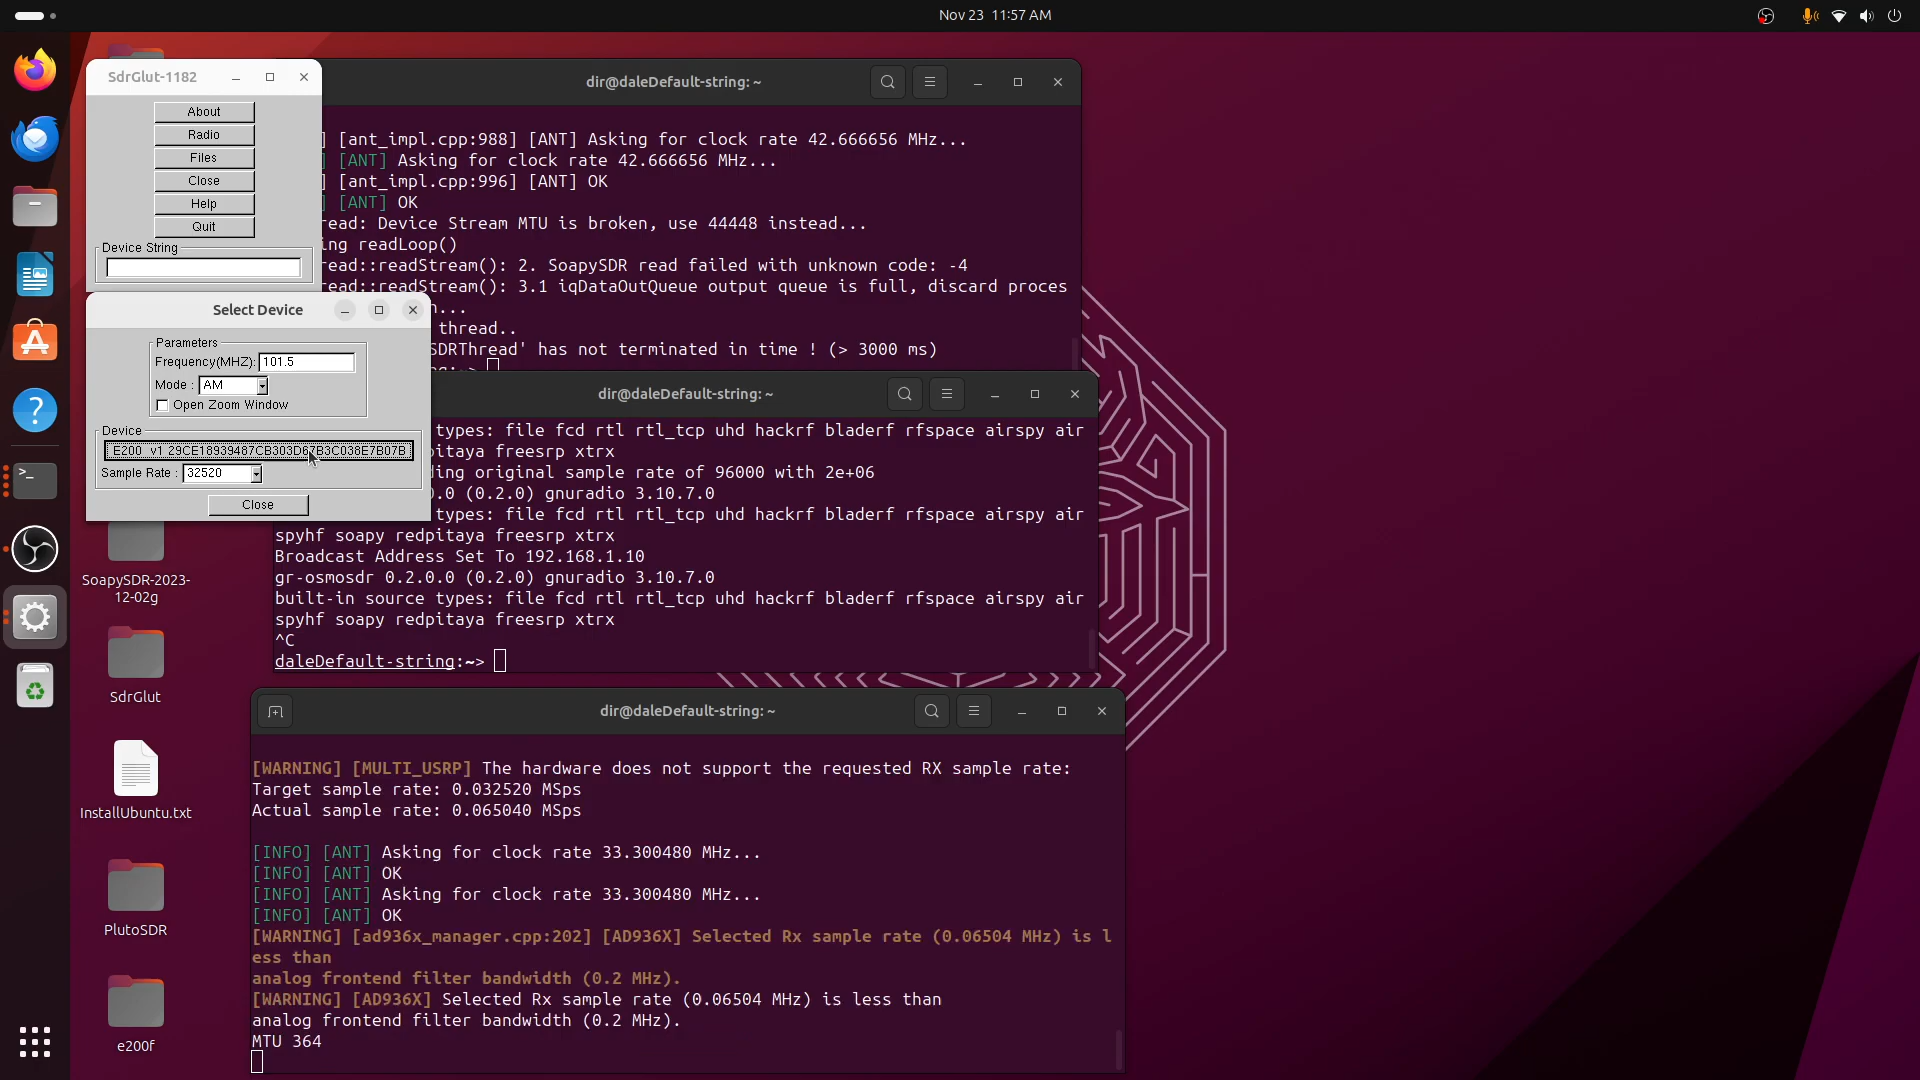 Nov 23 11:57 AM
SdrGlut-1182
About
Radio
Files
Close
Help
Quit
Device String
dir@daleDefault-string: ~
] [ant_impl.cpp:988] [ANT] Asking for clock rate 42.666656 MHz...
] [ANT] Asking for clock rate 42.666656 MHz...
] [ant_impl.cpp:996] [ANT] OK
] [ANT] OK
read: Device Stream MTU is broken, use 44448 instead...
ing readLoop()
read::readStream(): 2. SoapySDR read failed with unknown code: -4
read::readStream(): 3.1 iqDataOutQueue output queue is full, discard proces
n...
thread..
SDRThread' has not terminated in time ! (> 3000 ms)
Select Device
Parameters
Frequency(MHZ): 101.5
Mode : AM
Open Zoom Window
Device
E200 v1 29CE18939487CB303D67B3C038E7B07B
Sample Rate : 32520
Close
dir@daleDefault-string: ~
types: file fcd rtl rtl_tcp uhd hackrf bladerf rfspace airspy air
pitaya freesrp xtrx
ding original sample rate of 96000 with 2e+06
.0 (0.2.0) gnuradio 3.10.7.0
types: file fcd rtl rtl_tcp uhd hackrf bladerf rfspace airspy air
spyhf soapy redpitaya freesrp xtrx
Broadcast Address Set To 192.168.1.10
gr-osmosdr 0.2.0.0 (0.2.0) gnuradio 3.10.7.0
built-in source types: file fcd rtl rtl_tcp uhd hackrf bladerf rfspace airspy air
spyhf soapy redpitaya freesrp xtrx
^C
daleDefault-string:~>
dir@daleDefault-string: ~
[WARNING] [MULTI_USRP] The hardware does not support the requested RX sample rate:
Target sample rate: 0.032520 MSps
Actual sample rate: 0.065040 MSps
[INFO] [ANT] Asking for clock rate 33.300480 MHz...
[INFO] [ANT] OK
[INFO] [ANT] Asking for clock rate 33.300480 MHz...
[INFO] [ANT] OK
[WARNING] [ad936x_manager.cpp:202] [AD936X] Selected Rx sample rate (0.06504 MHz) is l
ess than
analog frontend filter bandwidth (0.2 MHz).
[WARNING] [AD936X] Selected Rx sample rate (0.06504 MHz) is less than
analog frontend filter bandwidth (0.2 MHz).
MTU 364
SoapySDR-2023-
12-02g
SdrGlut
InstallUbuntu.txt
PlutoSDR
e200f